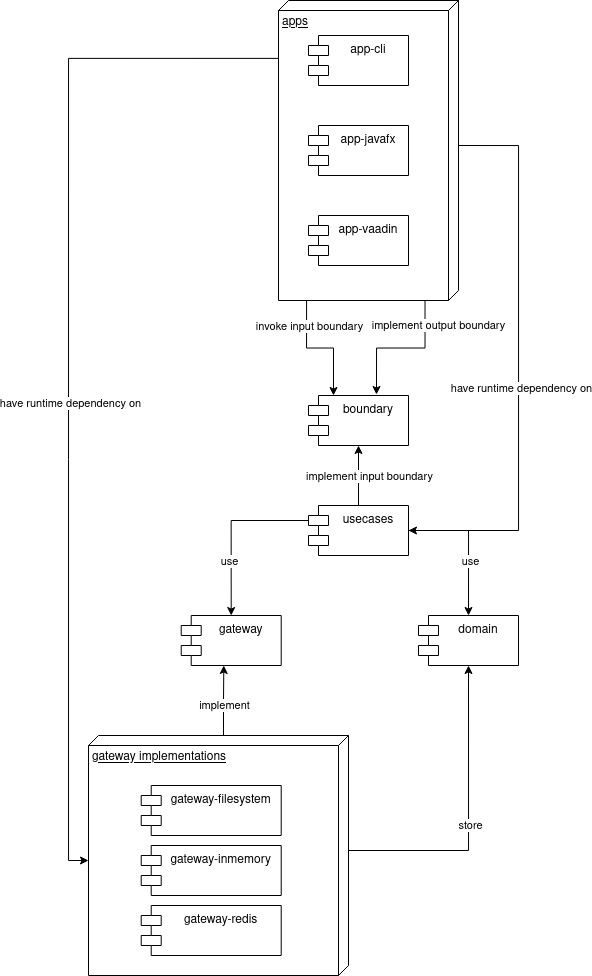 apps
app-cli
app-javafx
app-vaadin
invoke input boundary
implement output boundary
have runtime dependency on
have runtime dependency on
boundary
implement input boundary
usecases
use
use
gateway
domain
implement
gateway implementations
gateway-filesystem
store
gateway-inmemory
gateway-redis